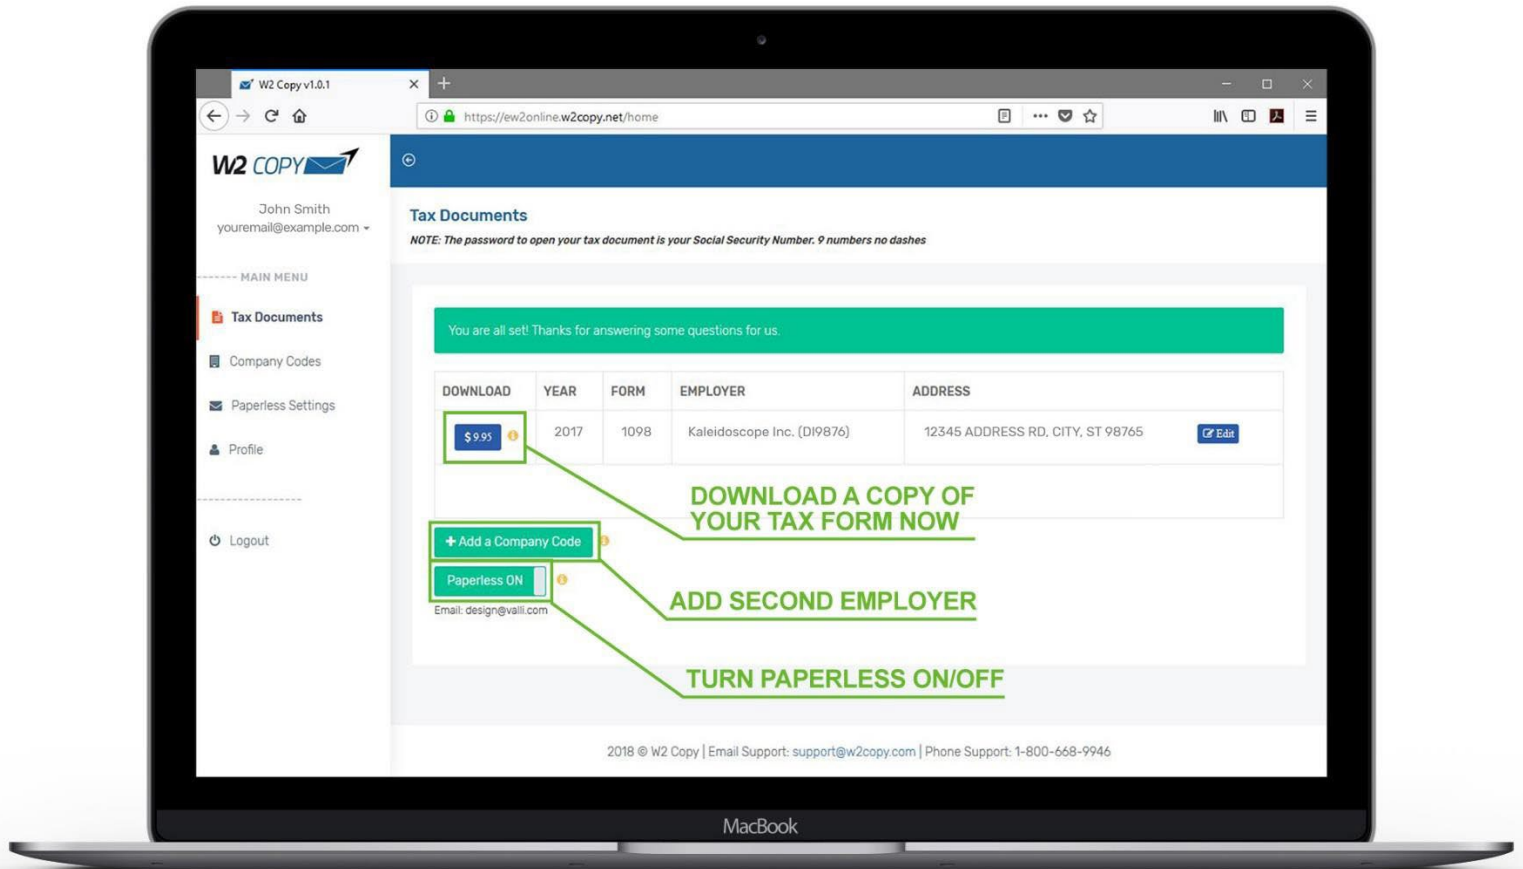 W2 Copy v1.0.1
https://ew2online.w2copy.net/home
W2 COPY
John Smith
youremail@example.com
------- MAIN MENU
Tax Documents
Company Codes
Paperless Settings
Profile
Logout
Tax Documents
NOTE: The password to open your tax document is your Social Security Number. 9 numbers no dashes
You are all set! Thanks for answering some questions for us.
DOWNLOAD YEAR FORM EMPLOYER ADDRESS
$ 9.95 2017 1098 Kaleidoscope Inc. (DI9876) 12345 ADDRESS RD, CITY, ST 98765 Edit
DOWNLOAD A COPY OF
YOUR TAX FORM NOW
+ Add a Company Code
Paperless ON
Email: design@valli.com
ADD SECOND EMPLOYER
TURN PAPERLESS ON/OFF
2018 © W2 Copy | Email Support: support@w2copy.com | Phone Support: 1-800-668-9946
MacBook